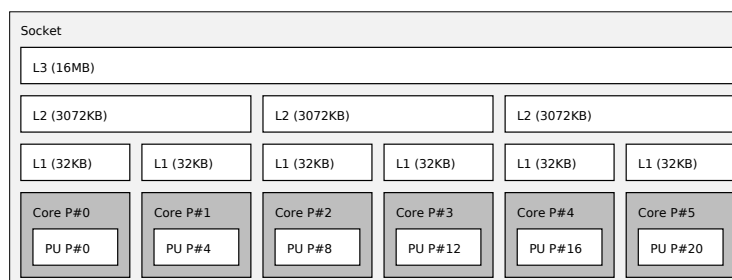 Socket
L3 (16MB)
L2 (3072KB) L2 (3072KB) L2 (3072KB)
L1 (32KB) L1 (32KB) L1 (32KB) L1 (32KB) L1 (32KB) L1 (32KB)
Core P#0 Core P#1 Core P#2 Core P#3 Core P#4 Core P#5
PU P#0 PU P#4 PU P#8 PU P#12 PU P#16 PU P#20